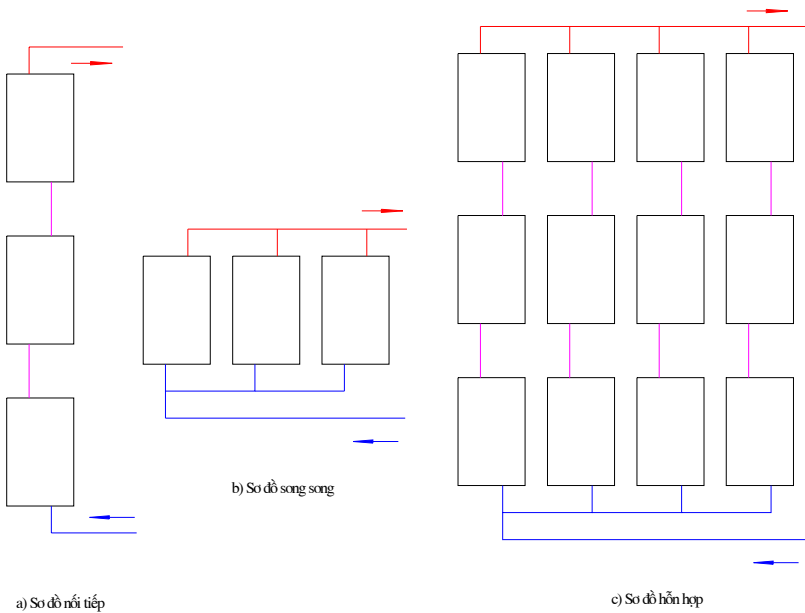 a) Sơ đồ nối tiếp
b) Sơ đồ song song
c) Sơ đồ hỗn hợp